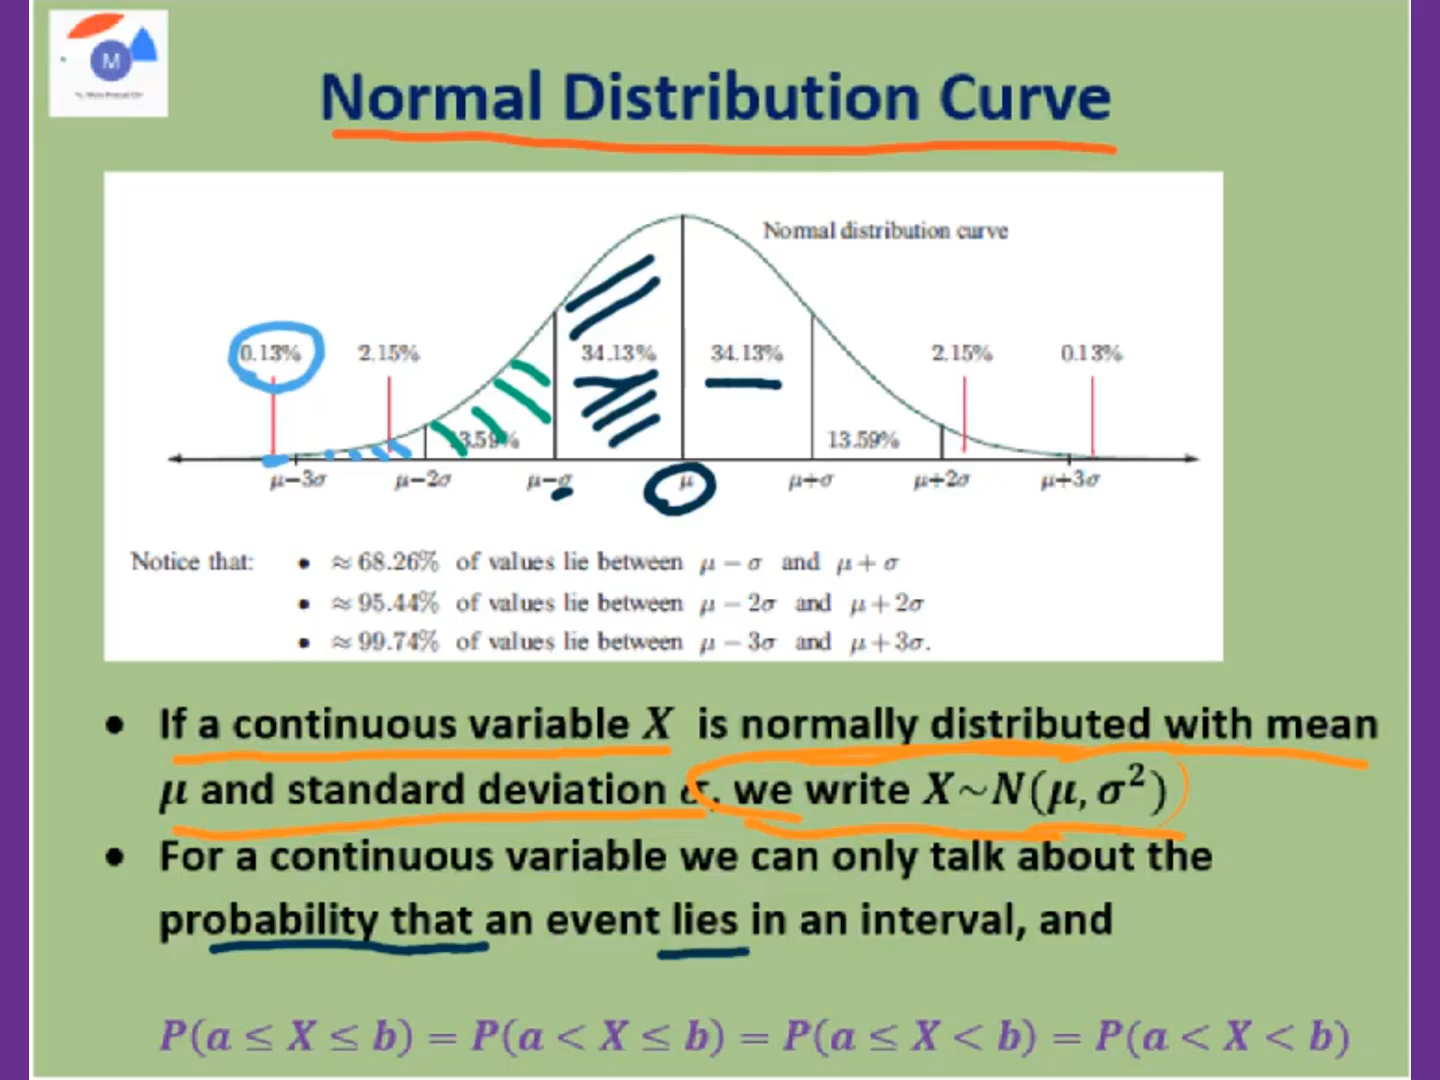 M
Normal Distribution Curve
Normal distribution curve
0.13% 2.15% 34.13% 34.13% 2.15% 0.13%
3.59% 13.59%
μ−3σ μ−2σ μ−σ μ μ+σ μ+2σ μ+3σ
Notice that: • ≈ 68.26% of values lie between μ − σ and μ + σ
• ≈ 95.44% of values lie between μ − 2σ and μ + 2σ
• ≈ 99.74% of values lie between μ − 3σ and μ + 3σ.
• If a continuous variable X is normally distributed with mean
μ and standard deviation σ, we write X~N(μ, σ²)
• For a continuous variable we can only talk about the
probability that an event lies in an interval, and
P(a ≤ X ≤ b) = P(a < X ≤ b) = P(a ≤ X < b) = P(a < X < b)